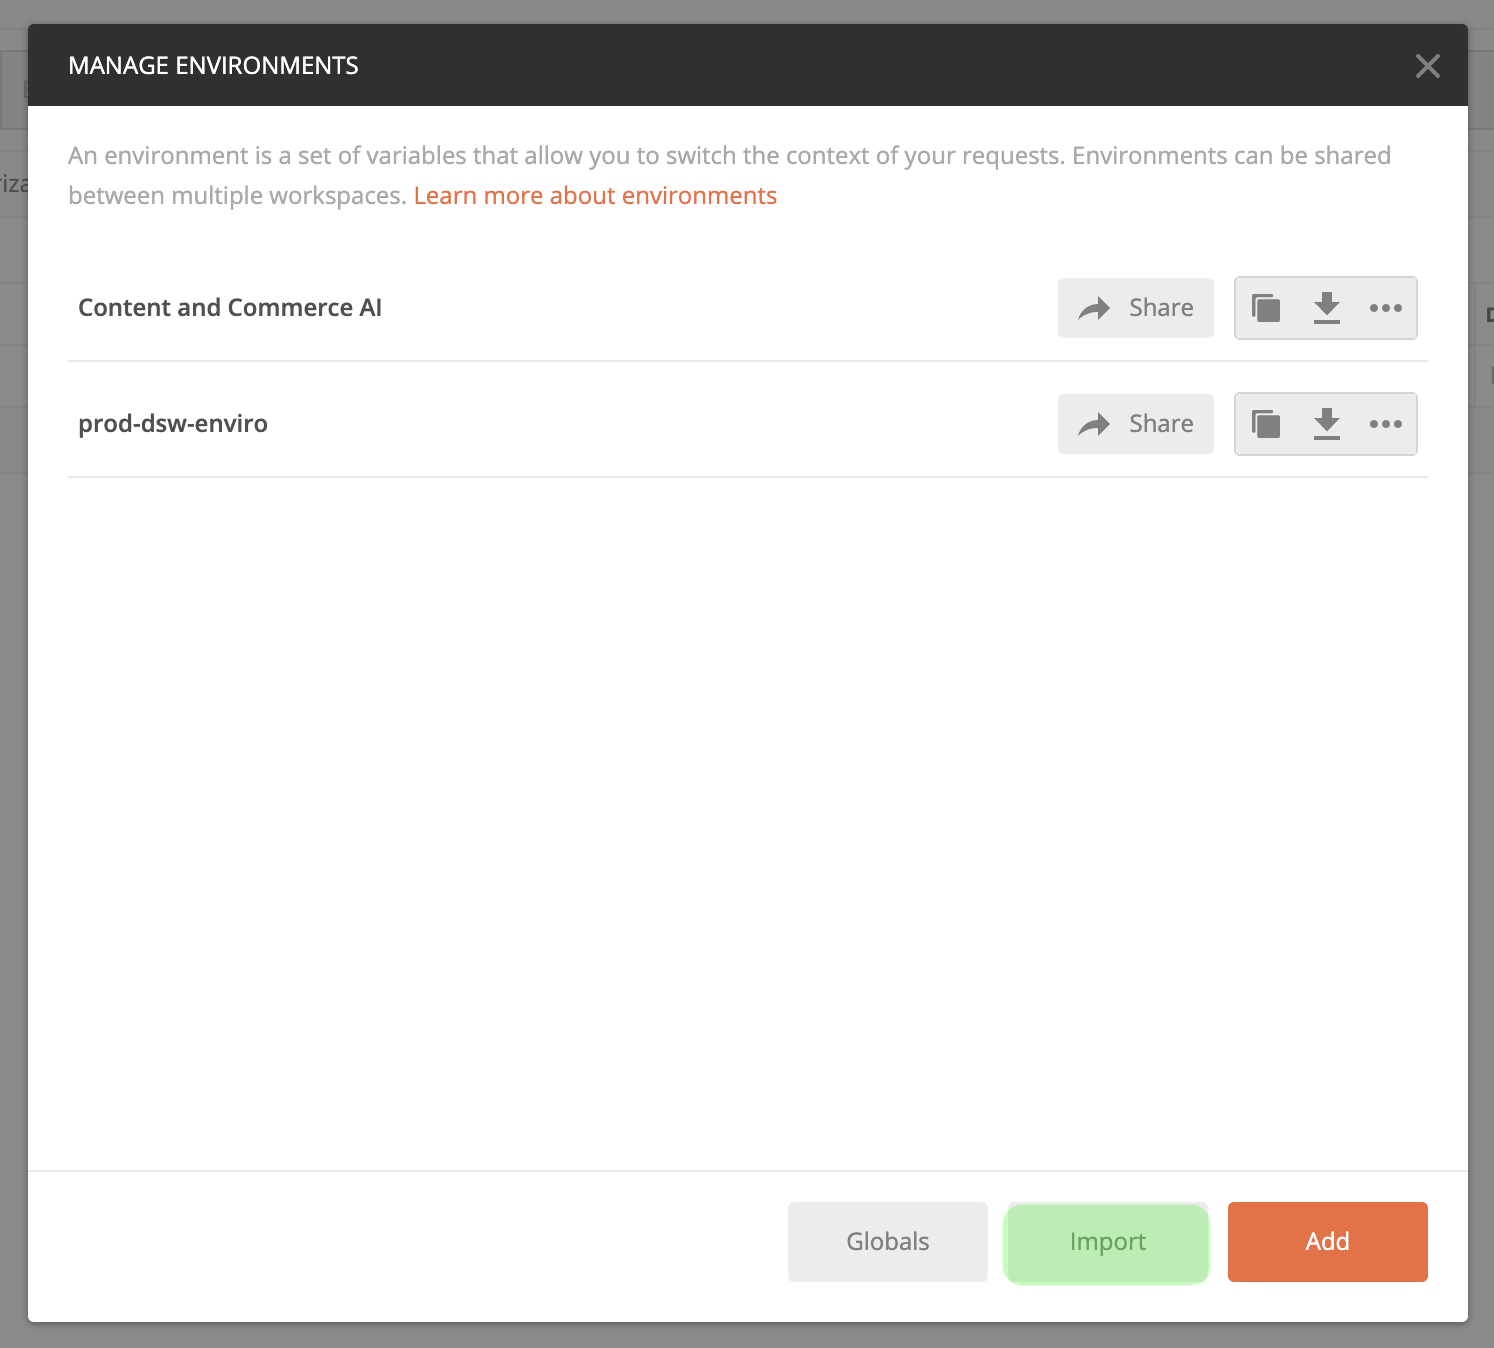 MANAGE ENVIRONMENTS
An environment is a set of variables that allow you to switch the context of your requests. Environments can be shared
between multiple workspaces. Learn more about environments
Content and Commerce AI
Share
prod-dsw-enviro
Share
Globals
Import
Add